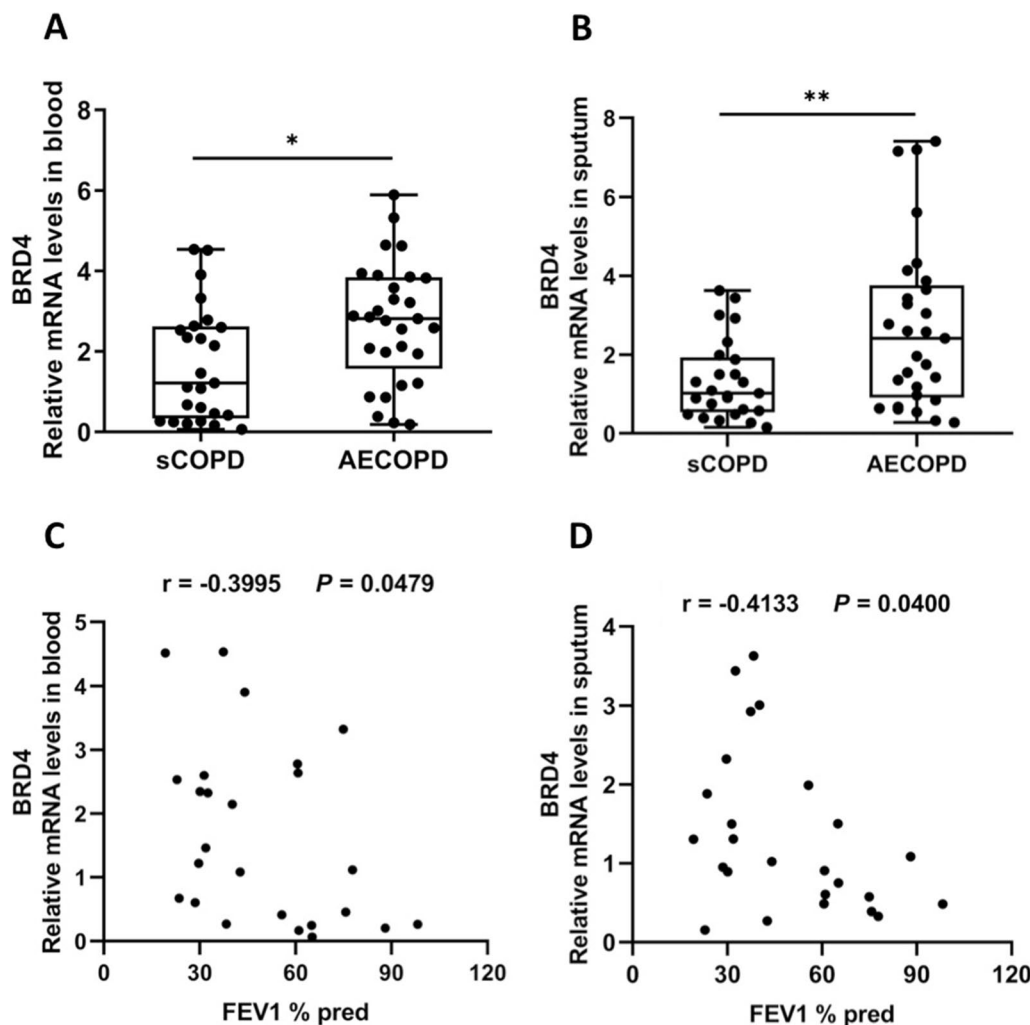 A
BRD4
Relative mRNA levels in blood
8
6
4
2
0
*
sCOPD
AECOPD
B
BRD4
Relative mRNA levels in sputum
8
6
4
2
0
**
sCOPD
AECOPD
C
r = -0.3995 P = 0.0479
BRD4
Relative mRNA levels in blood
5
4
3
2
1
0
0 30 60 90 120
FEV1 % pred
D
r = -0.4133 P = 0.0400
BRD4
Relative mRNA levels in sputum
4
3
2
1
0
0 30 60 90 120
FEV1 % pred